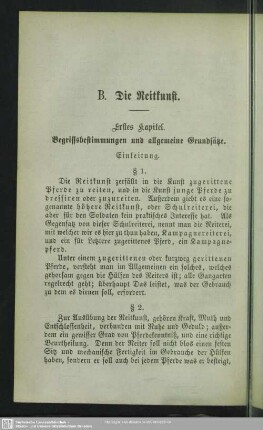 B. Die Reitkunst.
Erstes Kapitel.
Begriffsbestimmungen und allgemeine Grundsätze.
Einleitung.
§ 1.
Die Reitkunst zerfällt in die Kunst zugerittene
Pferde zu reiten, und in die Kunst junge Pferde zu
dressiren oder zuzureiten. Ausserdem giebt es eine so-
genannte höhere Reitkunst, oder Schulreiterei, die
aber für den Soldaten kein praktisches Interesse hat. Als
Gegensatz von dieser Schulreiterei, nennt man die Reiterei,
mit welcher wir es hier zu thun haben, Kampagnereiterei,
und ein für Letztere zugerittenes Pferd, ein Kampagne-
pferd.
Unter einem zugerittenen oder kurzweg gerittenen
Pferde, versteht man im Allgemeinen ein solches, welches
gehorsam gegen die Hülfen des Reiters ist; alle Gangarten
regelrecht geht; überhaupt Das leistet, was der Gebrauch
zu dem es dienen soll, erfordert.
§ 2.
Zur Ausübung der Reitkunst, gehören Kraft, Muth und
Entschlossenheit, verbunden mit Ruhe und Geduld; ausser-
dem ein gewisser Grad von Pferdekenntniß, und eine richtige
Beurtheilung. Denn der Reiter soll nicht blos einen festen
Sitz und mechanische Fertigkeit im Gebrauche der Hülfen
haben, sondern er soll auch bei jedem Pferde was er besteigt,